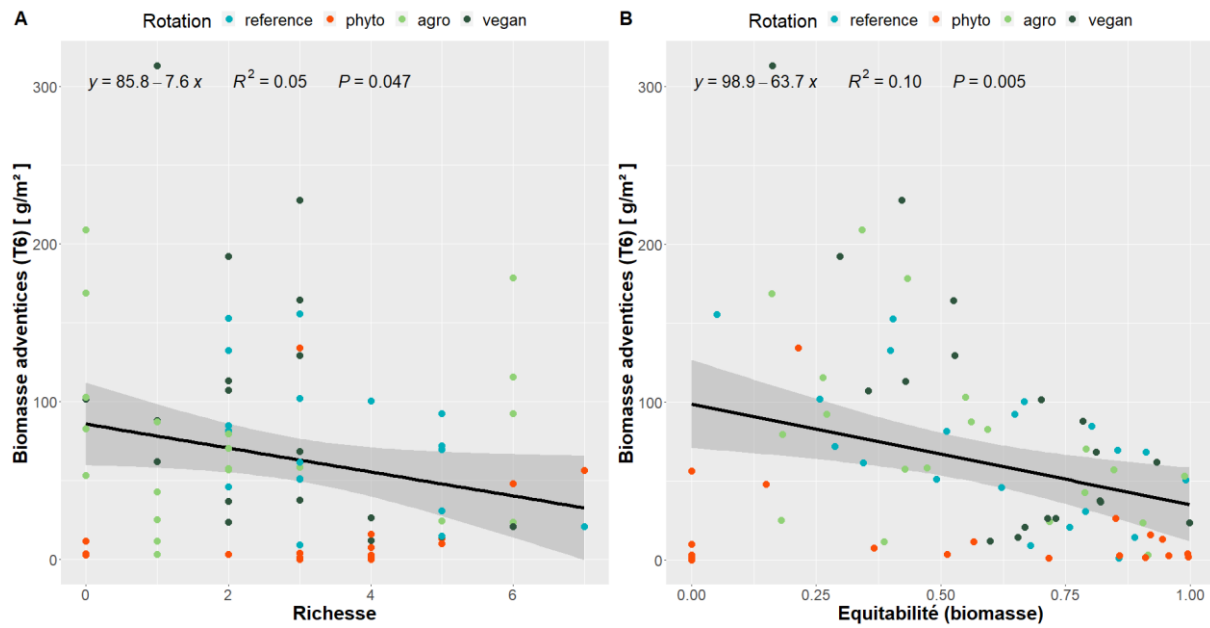 A
Rotation reference phyto agro vegan
y = 85.8 − 7.6 x R² = 0.05 P = 0.047
Biomasse adventices (T6) [ g/m² ]
300
200
100
0
0 2 4 6
Richesse
B
Rotation reference phyto agro vegan
y = 98.9 − 63.7 x R² = 0.10 P = 0.005
Biomasse adventices (T6) [ g/m² ]
300
200
100
0
0.00 0.25 0.50 0.75 1.00
Equitabilité (biomasse)